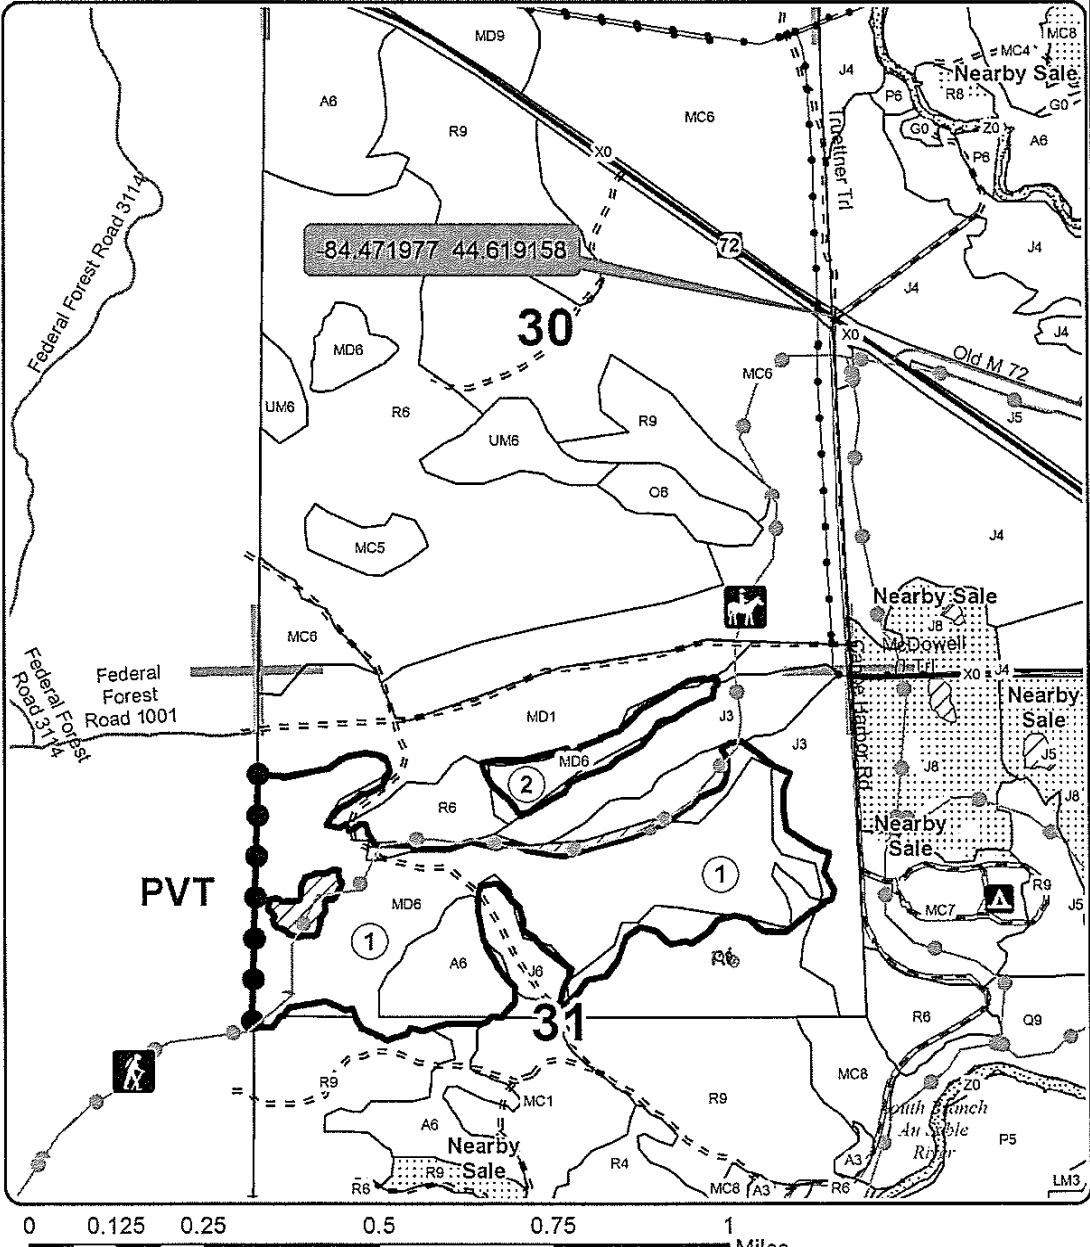 MD9
MC8
MC4
Nearby Sale
J4
A6
P6
R8
G0
R9
MC6
G0
Z0
A6
X0
P6
Truettner Trl
Federal Forest Road 3114
72
-84.471977 44.619158
J4
J4
30
X0
J4
MD6
MC6
Old M 72
UM6
R6
R9
J5
UM6
O6
J4
MC5
Nearby Sale
J8
MC6
McDowell
Trl
Federal
Forest
Road 1001
Federal Forest
Road 3114
X0
J4
Nearby
Sale
MD1
J3
J3
J5
MD6
2
J8
J8
R6
Nearby
Sale
PVT
1
R9
MD6
MC7
J5
1
A6
J6
31
R6
Q9
R9
MC8
Z0
MC1
R9
South Branch
Au Sable
River
A6
P5
Nearby
Sale
R9
R4
A3
R6
MC8
A3
R6
LM3
0 0.125 0.25 0.5 0.75 1
Miles